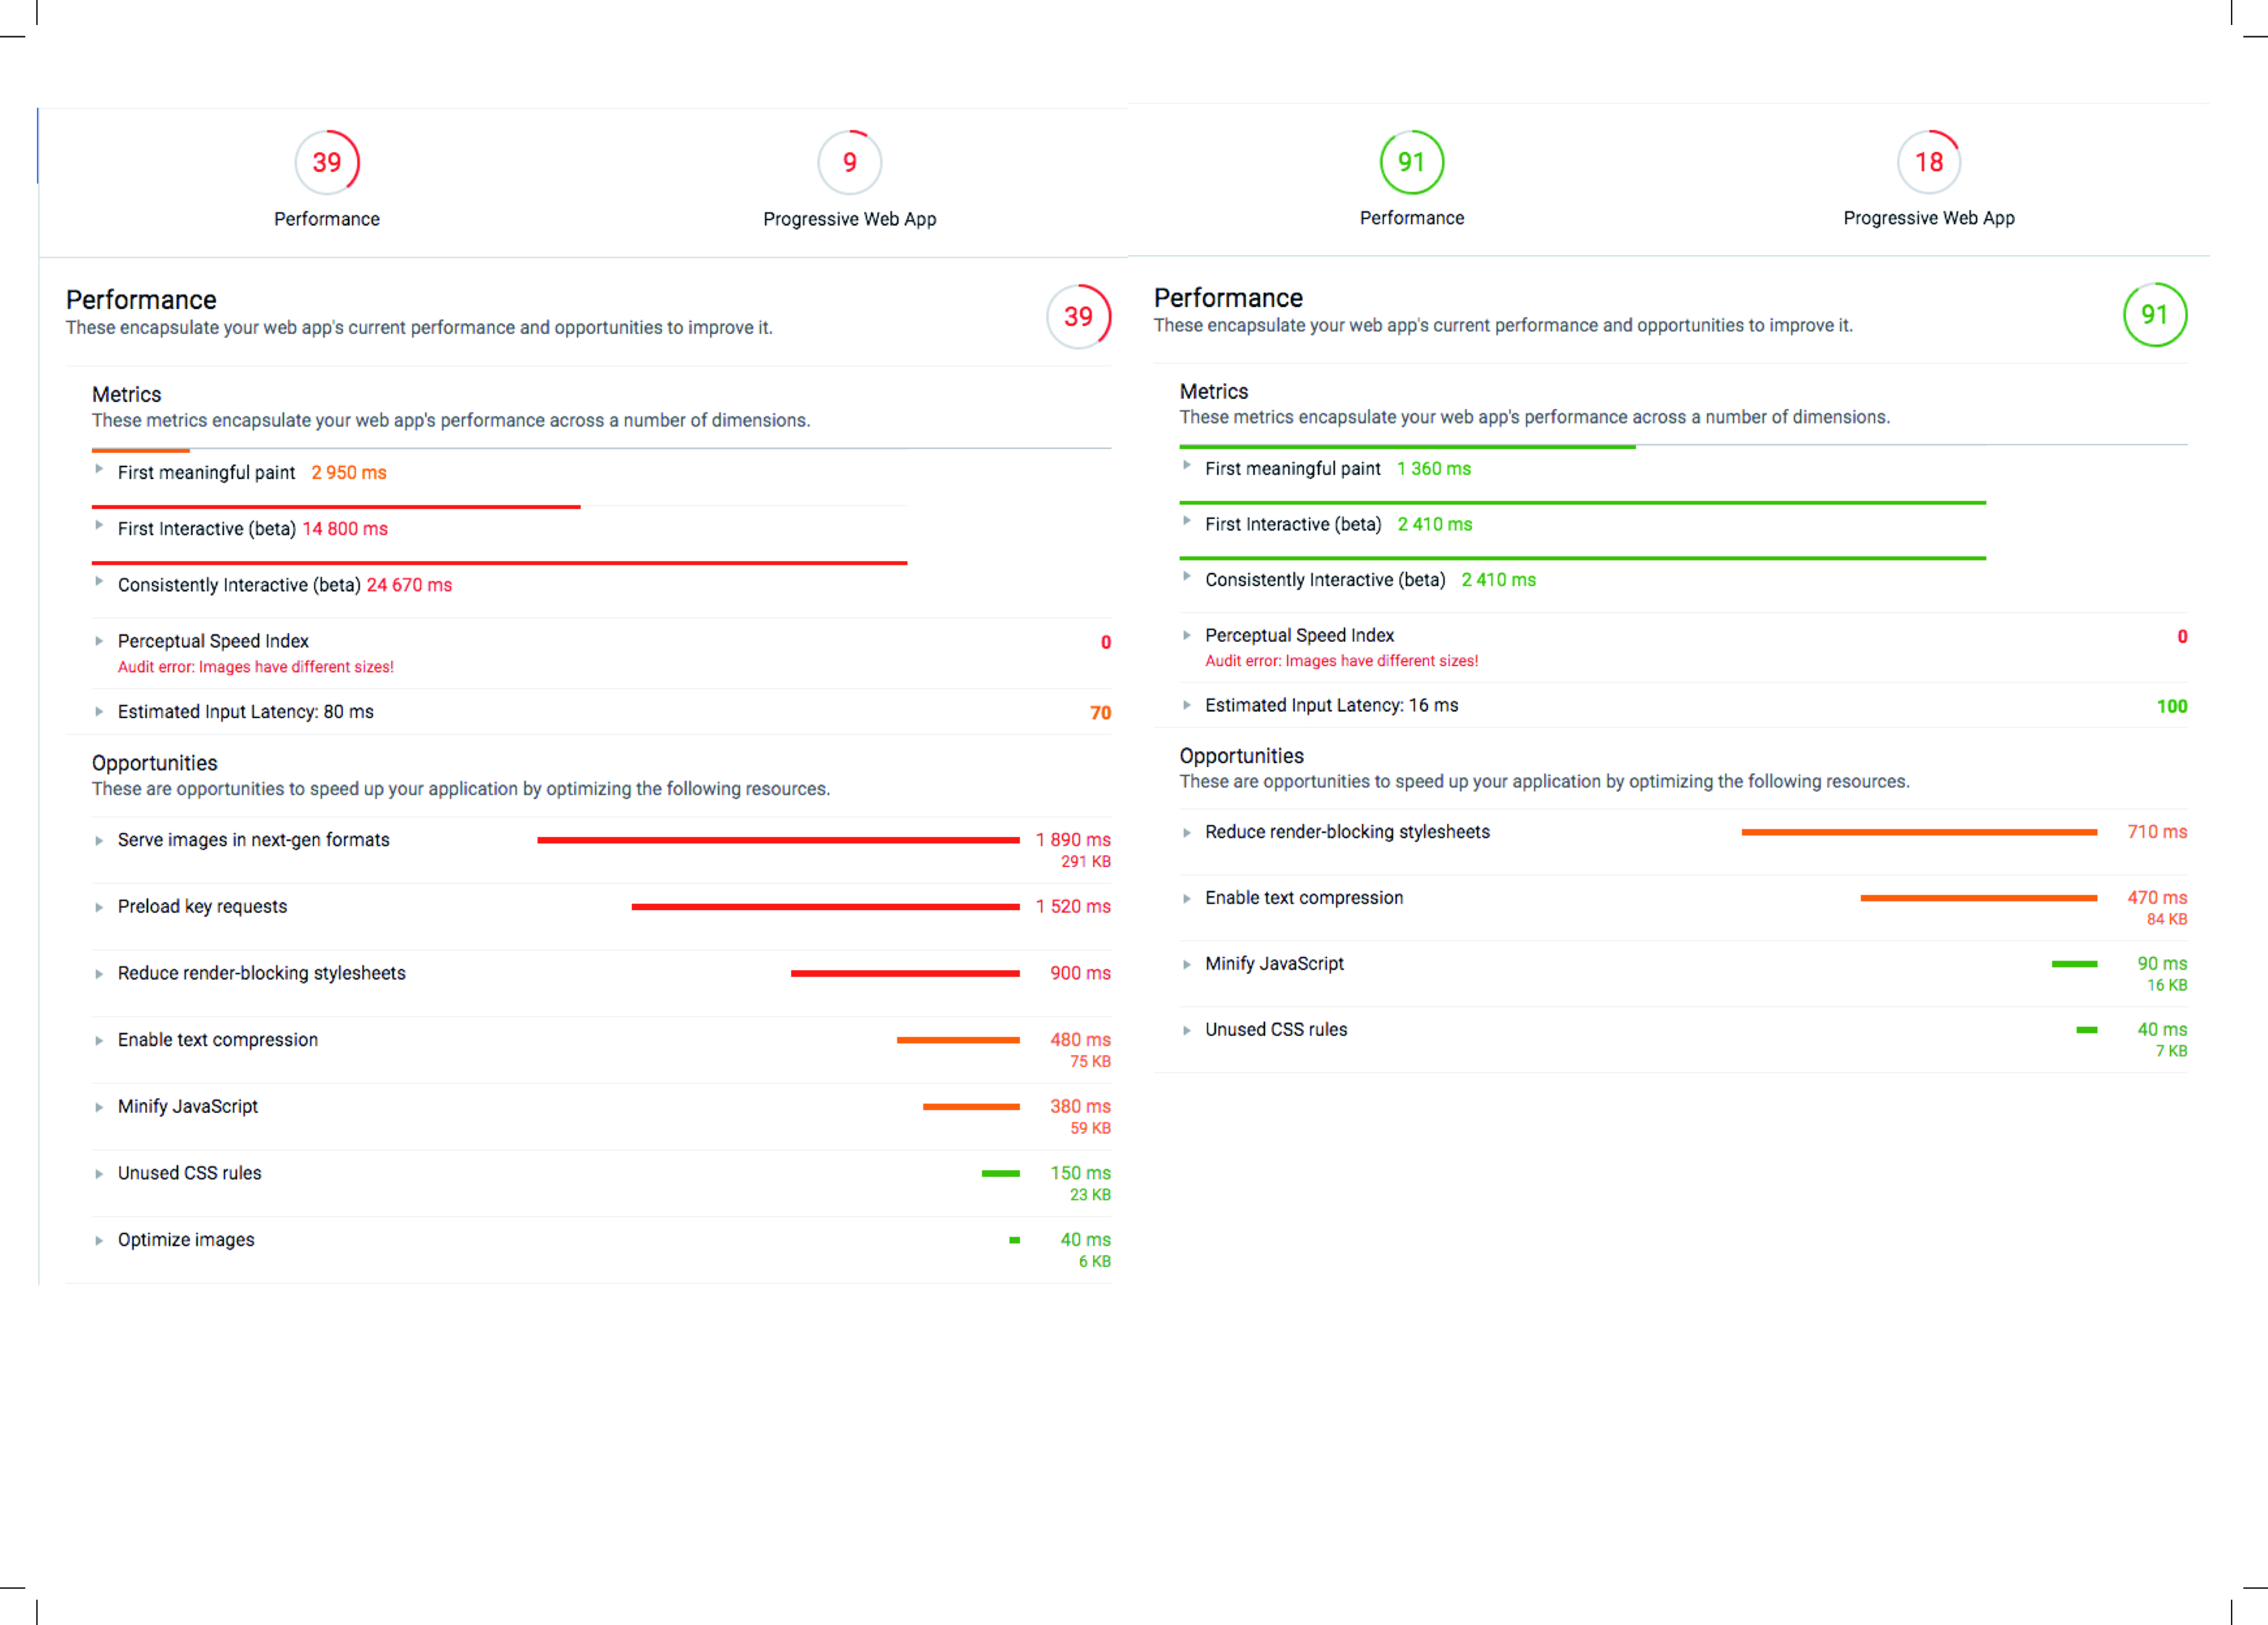 39
Performance
9
Progressive Web App
Performance
These encapsulate your web app's current performance and opportunities to improve it.
39
Metrics
These metrics encapsulate your web app's performance across a number of dimensions.
First meaningful paint 2 950 ms
First Interactive (beta) 14 800 ms
Consistently Interactive (beta) 24 670 ms
Perceptual Speed Index 0
Audit error: Images have different sizes!
Estimated Input Latency: 80 ms 70
Opportunities
These are opportunities to speed up your application by optimizing the following resources.
Serve images in next-gen formats 1 890 ms
291 KB
Preload key requests 1 520 ms
Reduce render-blocking stylesheets 900 ms
Enable text compression 480 ms
75 KB
Minify JavaScript 380 ms
59 KB
Unused CSS rules 150 ms
23 KB
Optimize images 40 ms
6 KB
91
Performance
18
Progressive Web App
Performance
These encapsulate your web app's current performance and opportunities to improve it.
91
Metrics
These metrics encapsulate your web app's performance across a number of dimensions.
First meaningful paint 1 360 ms
First Interactive (beta) 2 410 ms
Consistently Interactive (beta) 2 410 ms
Perceptual Speed Index 0
Audit error: Images have different sizes!
Estimated Input Latency: 16 ms 100
Opportunities
These are opportunities to speed up your application by optimizing the following resources.
Reduce render-blocking stylesheets 710 ms
Enable text compression 470 ms
84 KB
Minify JavaScript 90 ms
16 KB
Unused CSS rules 40 ms
7 KB